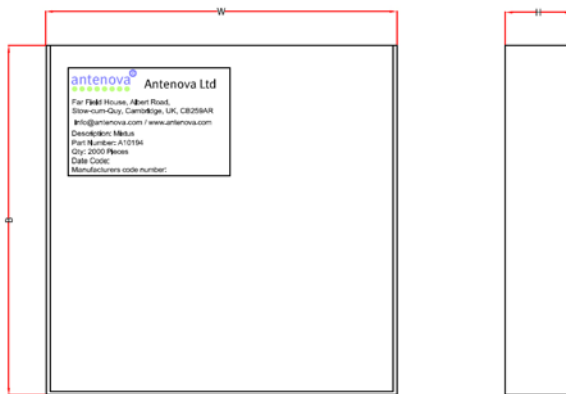 W
H
antenova
Antenova Ltd
Far Field House, Albert Road,
Stow-cum-Quy, Cambridge, UK, CB259AR
info@antenova.com / www.antenova.com
Description: Mixtus
Part Number: A10194
Qty: 2000 Pieces
Date Code:
Manufacturers code number: